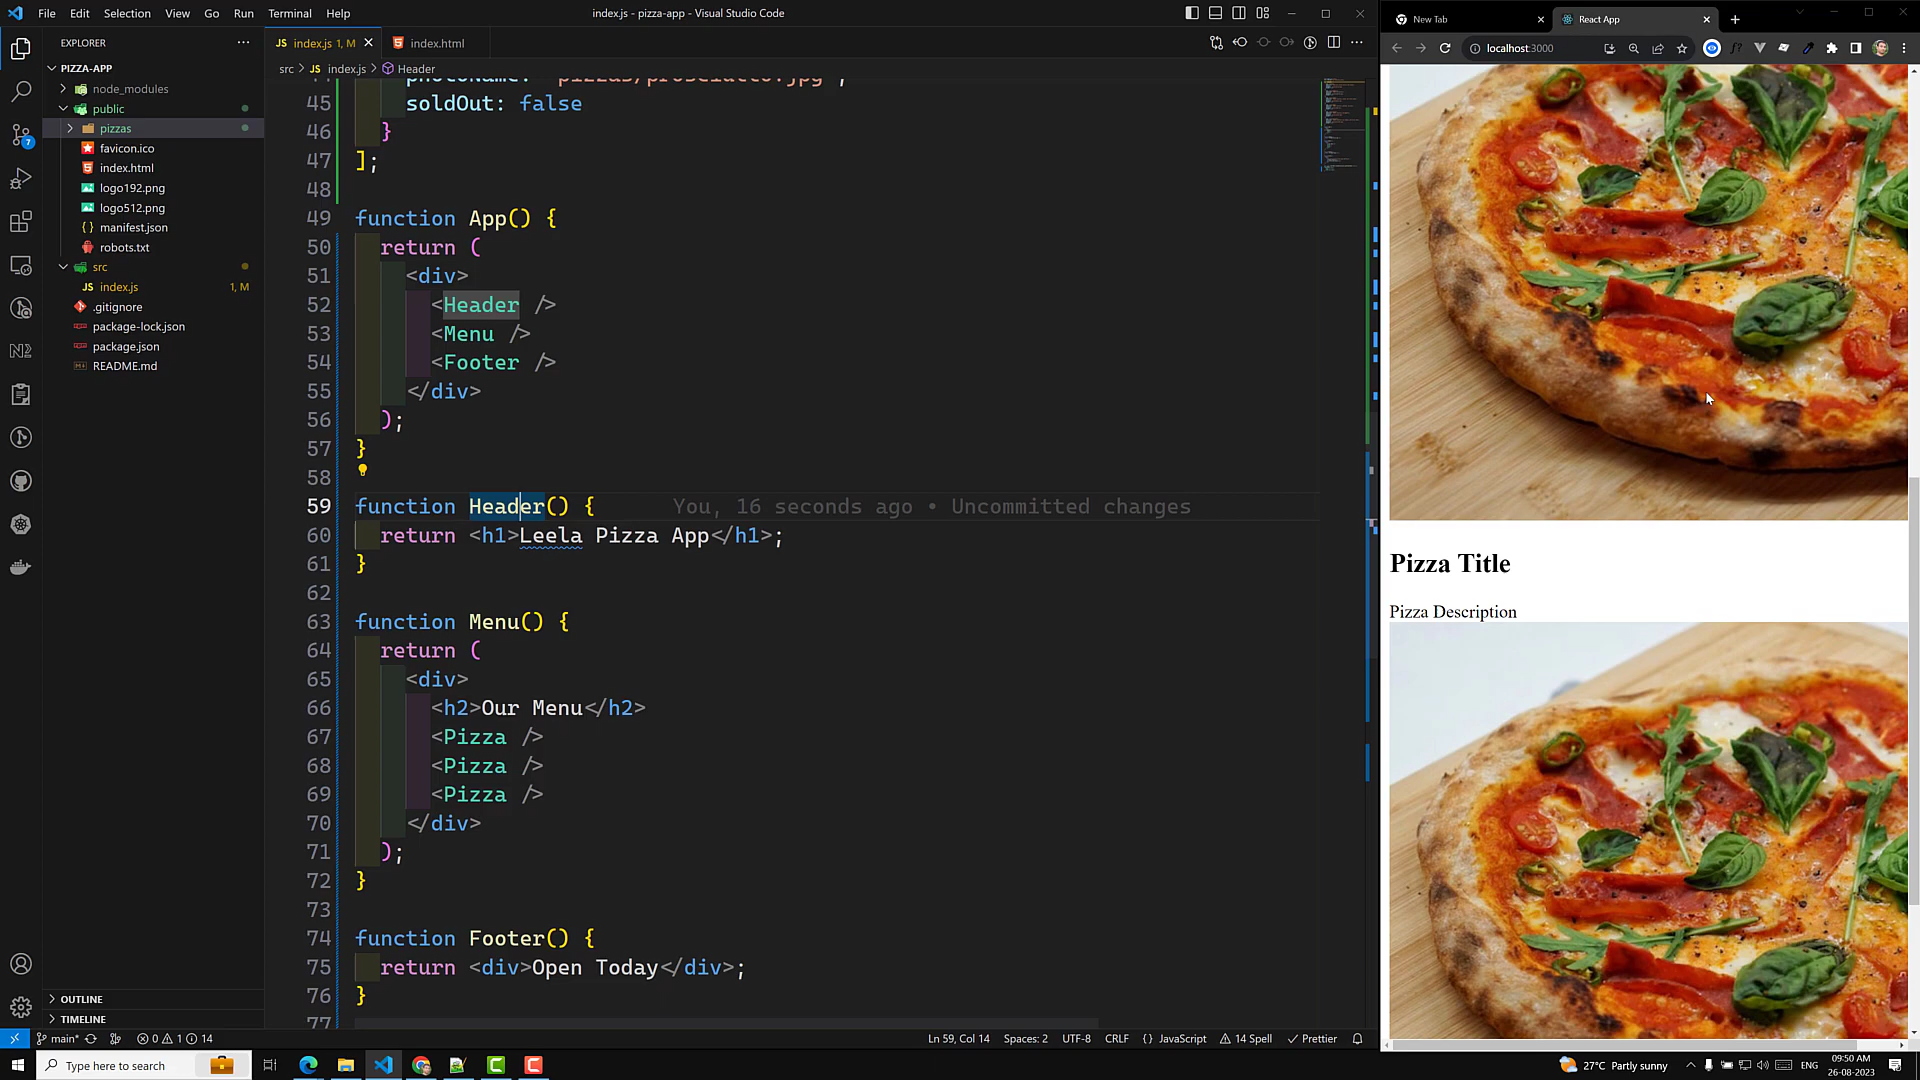 File Edit Selection View Go Run Terminal Help
index.js - pizza-app - Visual Studio Code
New Tab
React App
localhost:3000
EXPLORER
PIZZA-APP
node_modules
public
pizzas
favicon.ico
index.html
logo192.png
logo512.png
manifest.json
robots.txt
src
index.js 1, M
.gitignore
package-lock.json
package.json
README.md
OUTLINE
TIMELINE
index.js 1, M
index.html
src > index.js > Header
45 soldOut: false
46 }
47 ];
48
49 function App() {
50 return (
51 <div>
52 <Header />
53 <Menu />
54 <Footer />
55 </div>
56 );
57 }
58
59 function Header() { You, 16 seconds ago • Uncommitted changes
60 return <h1>Leela Pizza App</h1>;
61 }
62
63 function Menu() {
64 return (
65 <div>
66 <h2>Our Menu</h2>
67 <Pizza />
68 <Pizza />
69 <Pizza />
70 </div>
71 );
72 }
73
74 function Footer() {
75 return <div>Open Today</div>;
76 }
77
Pizza Title
Pizza Description
main* 0 1 14
Ln 59, Col 14 Spaces: 2 UTF-8 CRLF {} JavaScript 14 Spell Prettier
Type here to search
27°C Partly sunny
ENG
09:50 AM
26-08-2023